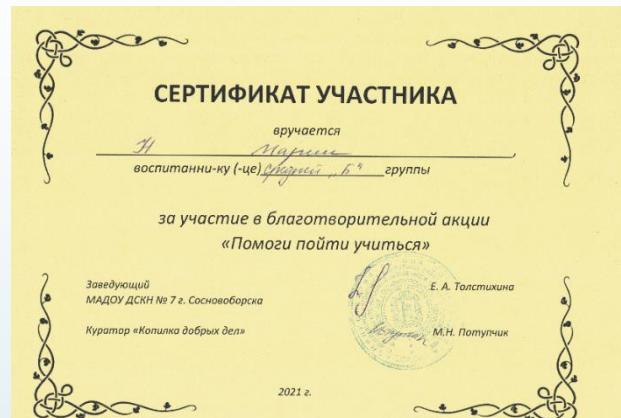 СЕРТИФИКАТ УЧАСТНИКА
вручается
Н Марии
воспитанни-ку (-це) средней „Б" группы
за участие в благотворительной акции
«Помоги пойти учиться»
Заведующий
МАДОУ ДСКН № 7 г. Сосновоборска
Е. А. Толстихина
Куратор «Копилка добрых дел»
М.Н. Потупчик
2021 г.